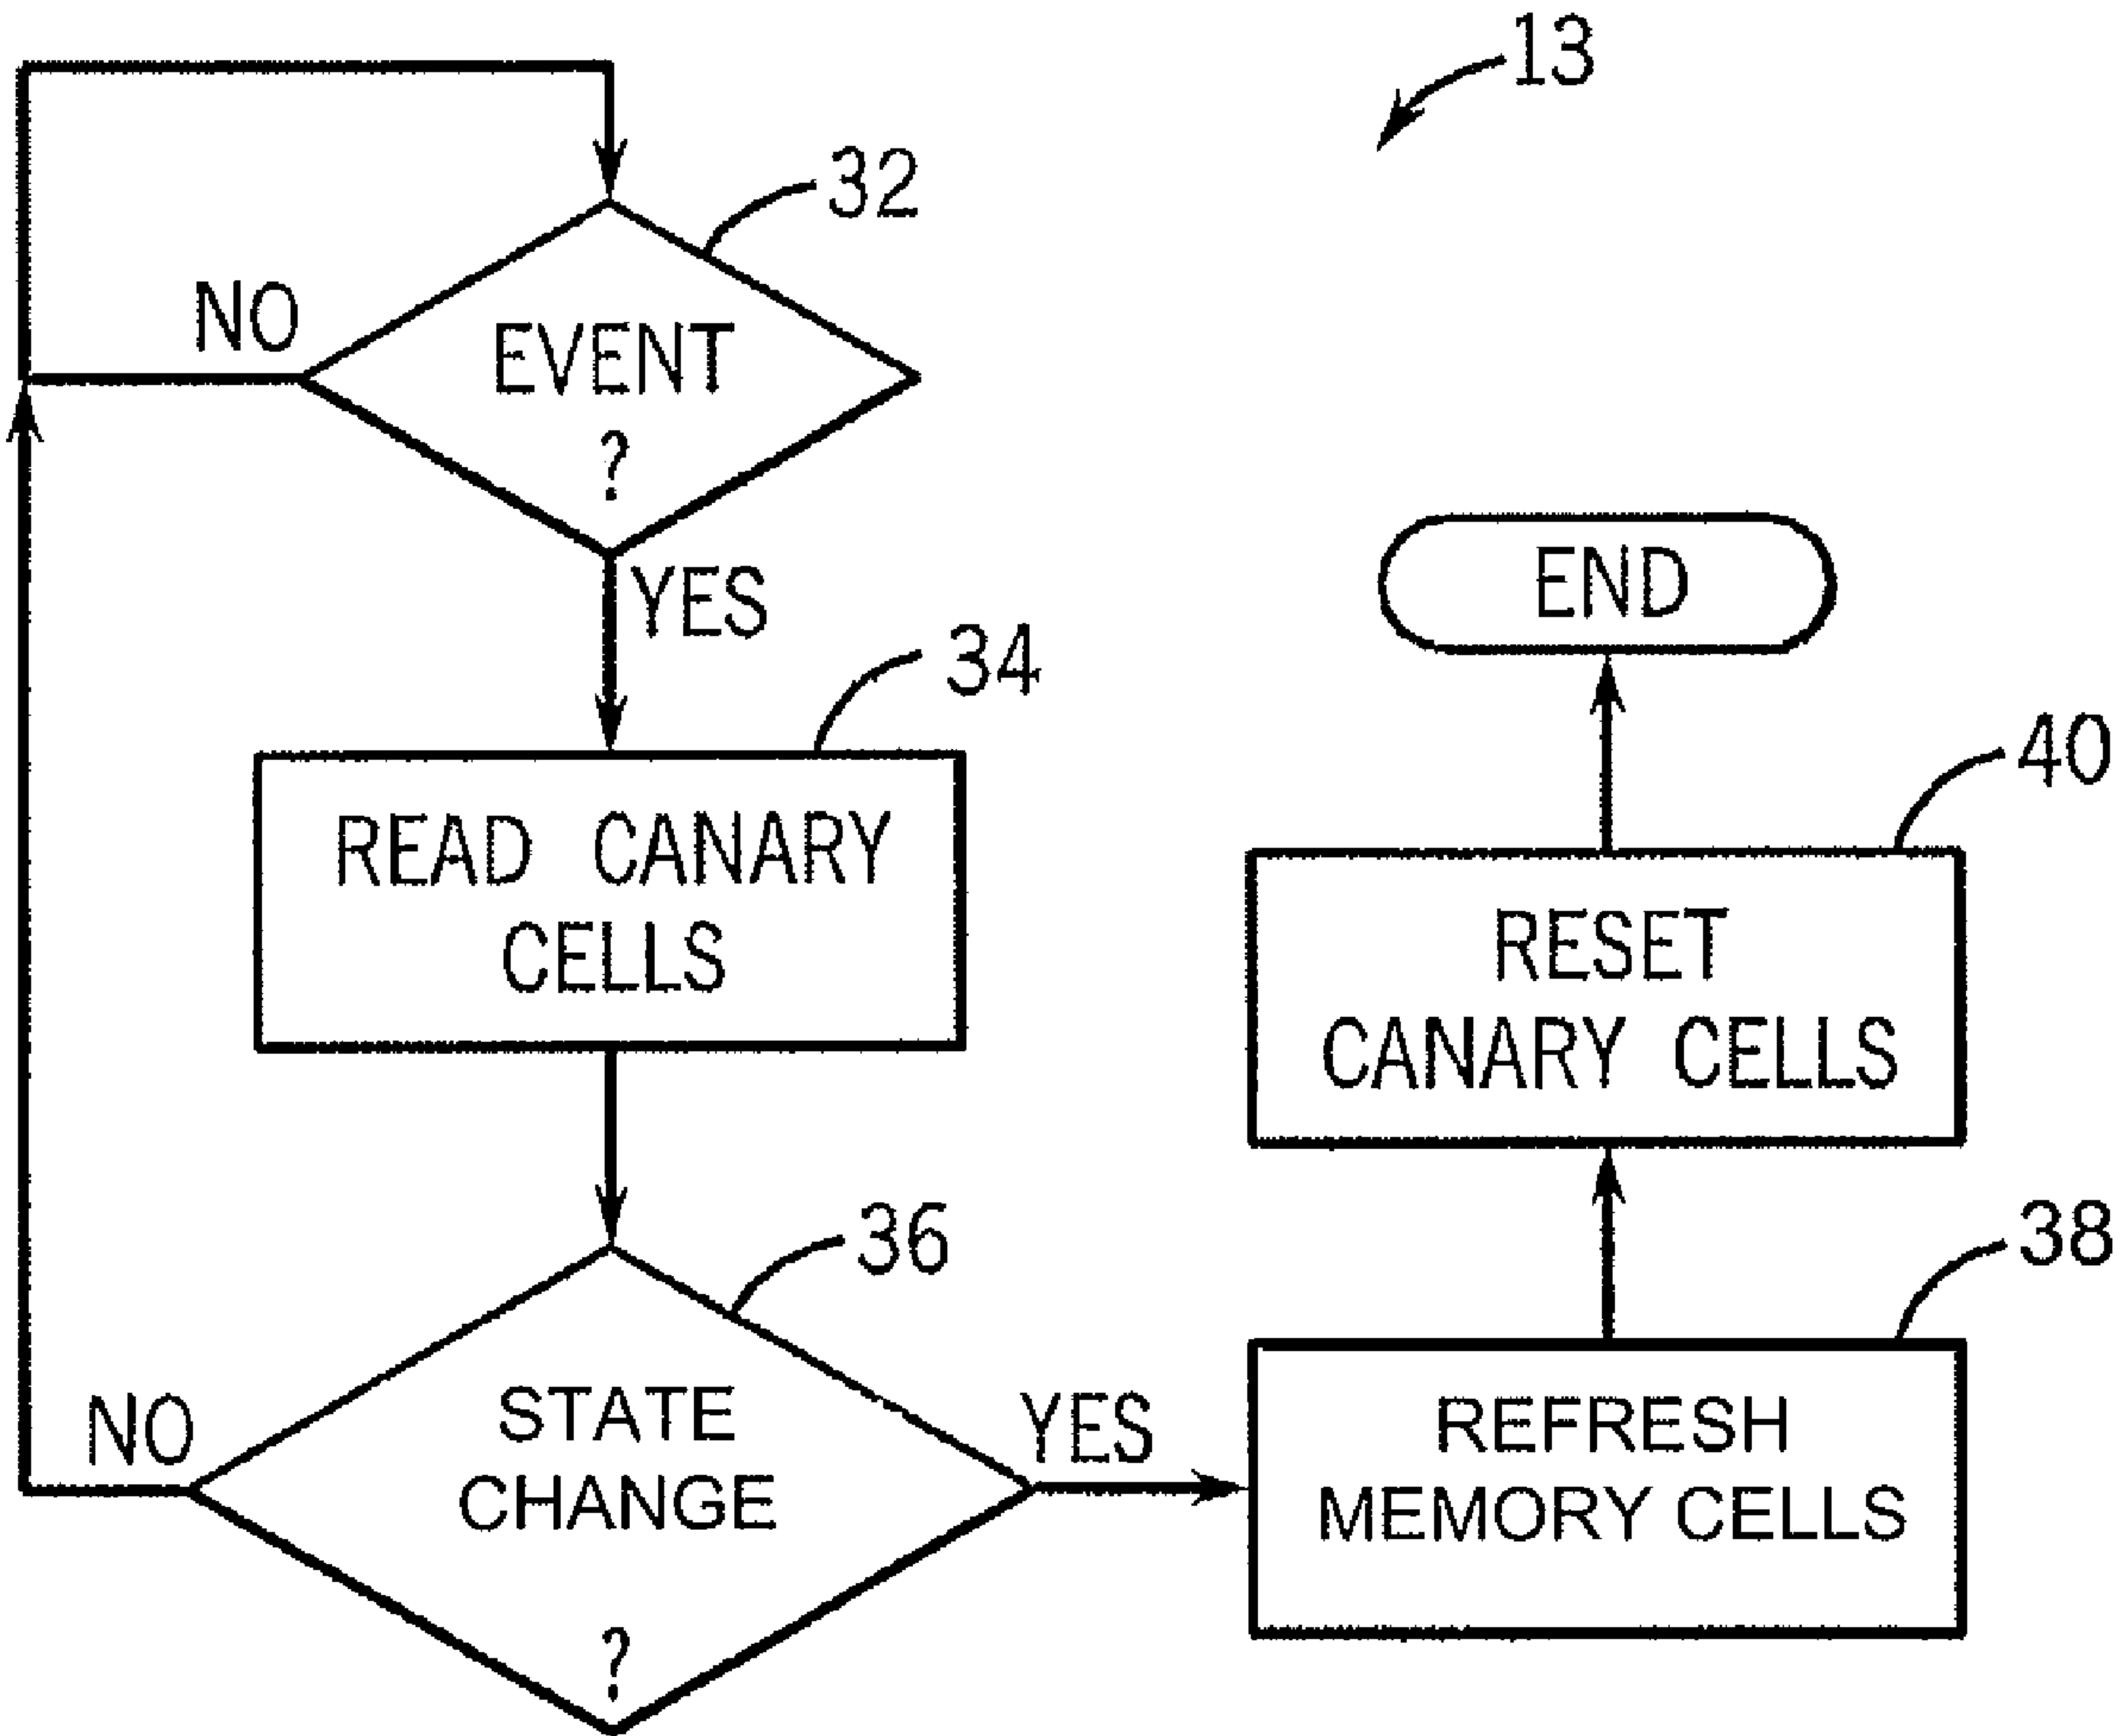 13
32
NO
EVENT
?
YES
34
READ CANARY
CELLS
36
NO
STATE
CHANGE
?
YES
38
REFRESH
MEMORY CELLS
40
RESET
CANARY CELLS
END